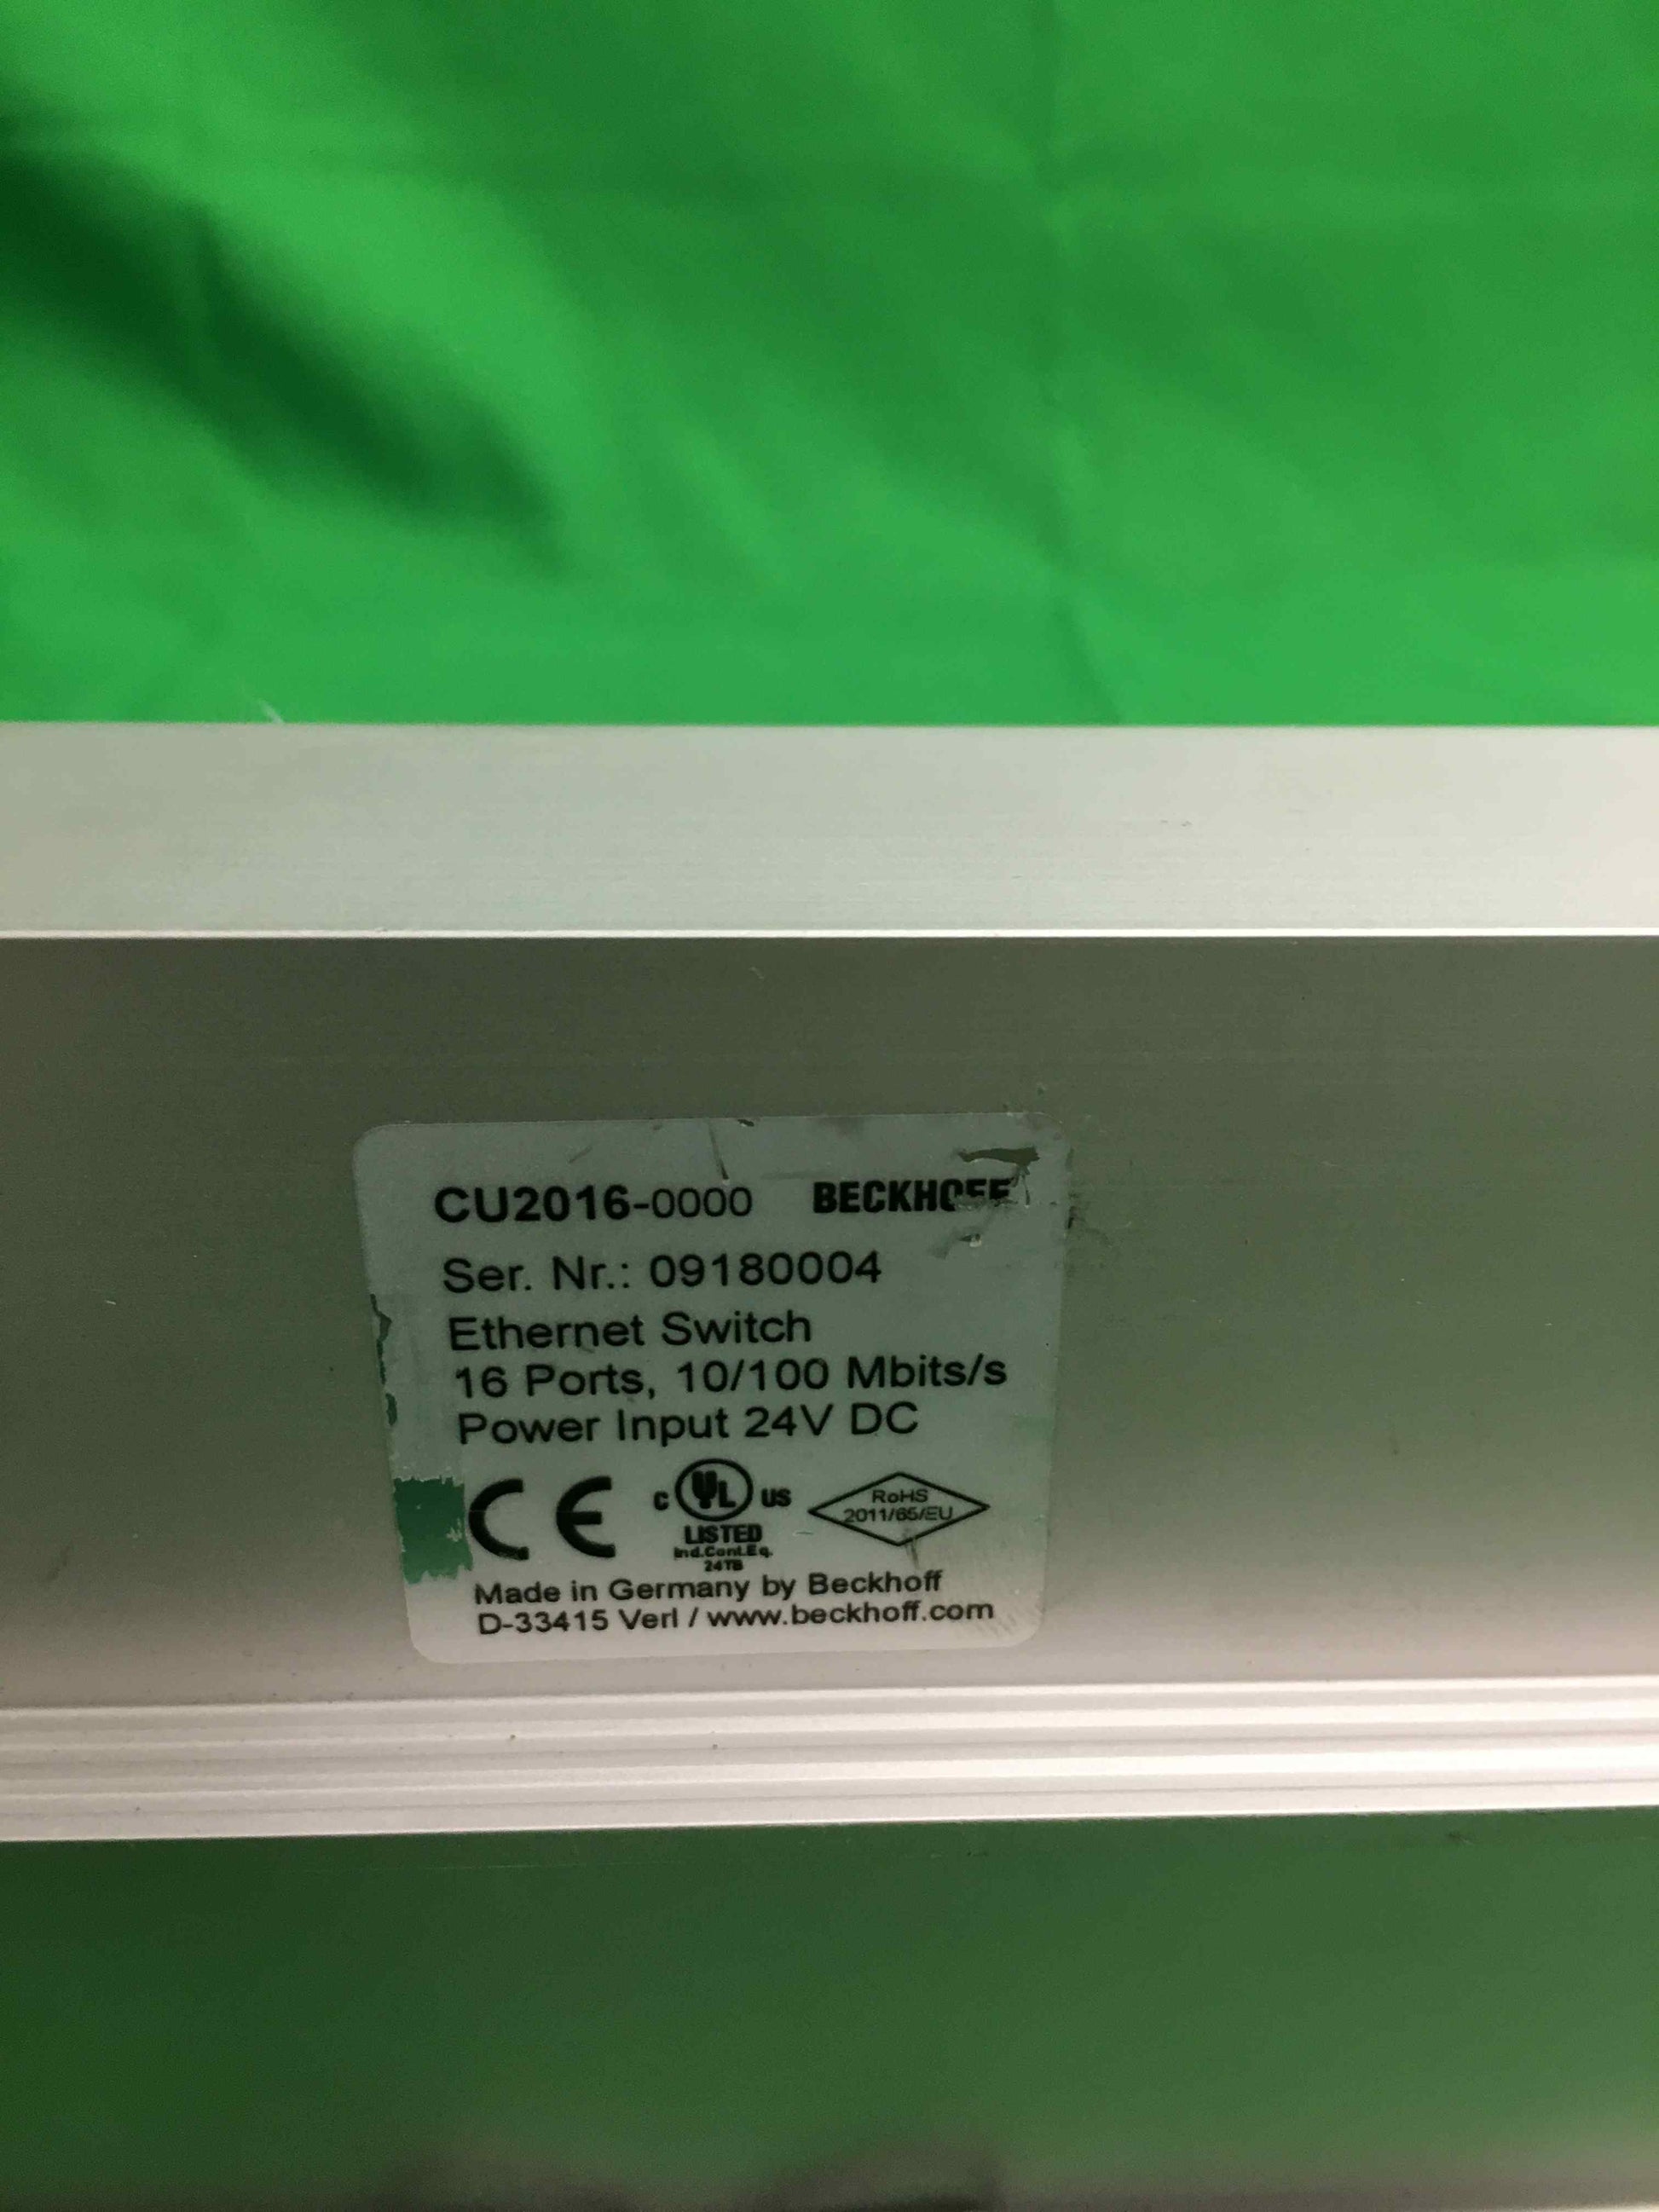 CU2016-0000 BECKHOFF
Ser. Nr.: 09180004
Ethernet Switch
16 Ports, 10/100 Mbits/s
Power Input 24V DC
CE C UL US RoHS
2011/65/EU
LISTED
Ind.Cont.Eq.
24TB
Made in Germany by Beckhoff
D-33415 Verl / www.beckhoff.com